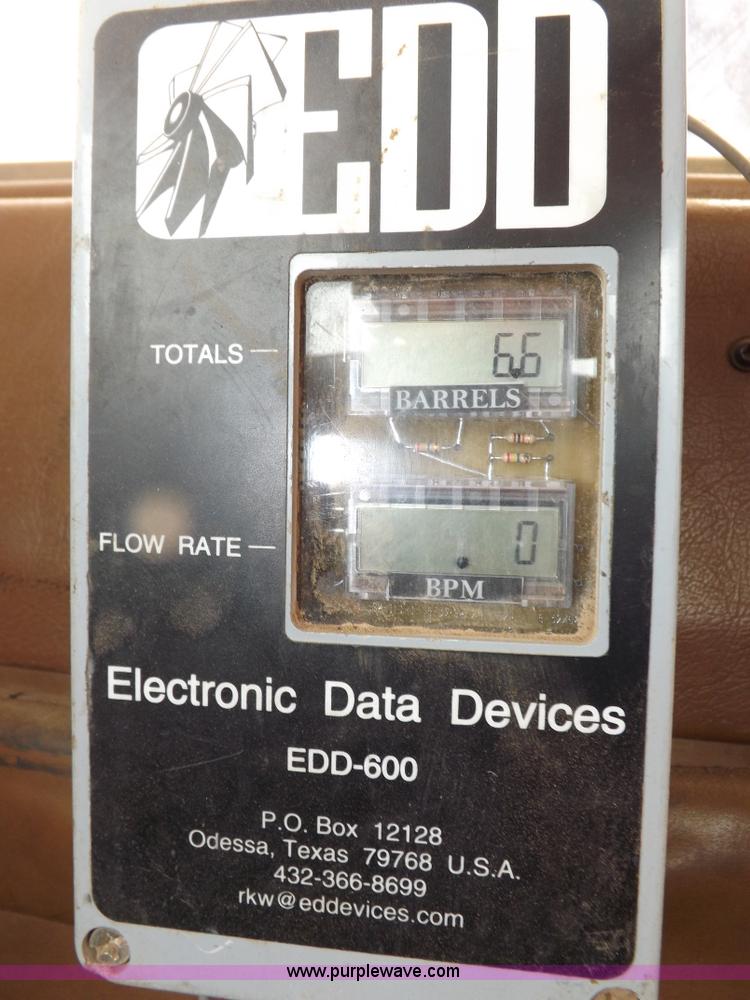 EDD
TOTALS
6.6
BARRELS
FLOW RATE
0
BPM
Electronic Data Devices
EDD-600
P.O. Box 12128
Odessa, Texas 79768 U.S.A.
432-366-8699
rkw@eddevices.com
www.purplewave.com